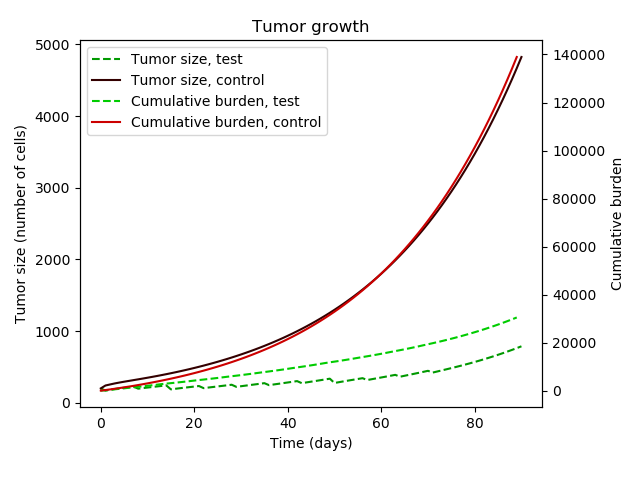 Tumor growth
Tumor size, test
Tumor size, control
Cumulative burden, test
Cumulative burden, control
Tumor size (number of cells)
5000
4000
3000
2000
1000
0
140000
120000
100000
80000
60000
40000
20000
0
Cumulative burden
0 20 40 60 80
Time (days)